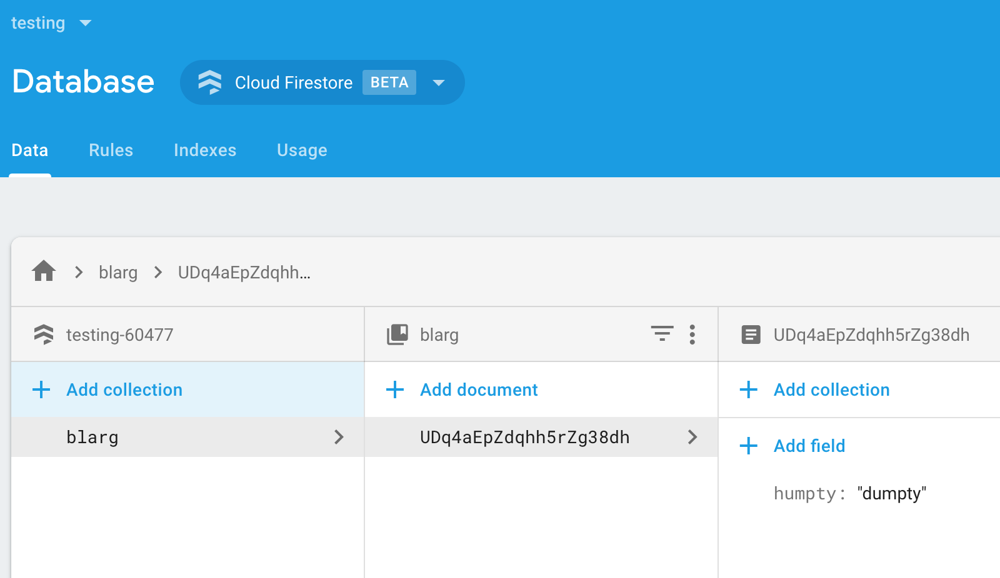 testing
Database Cloud Firestore BETA
Data Rules Indexes Usage
blarg UDq4aEpZdqhh...
testing-60477 blarg UDq4aEpZdqhh5rZg38dh
Add collection Add document Add collection
blarg UDq4aEpZdqhh5rZg38dh Add field
humpty: "dumpty"